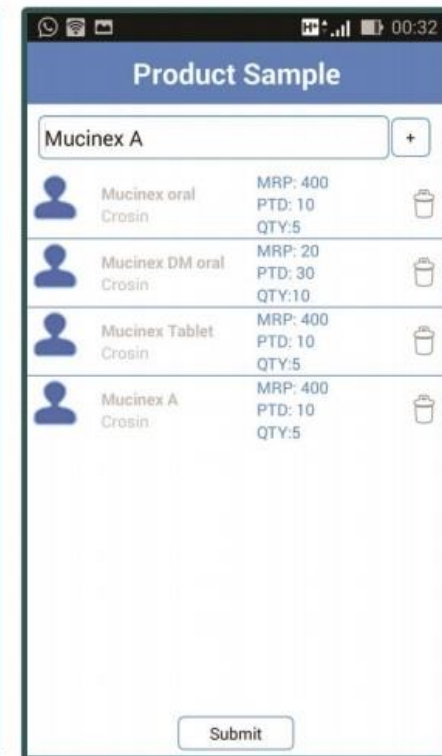 00:32
Product Sample
Mucinex A
+
Mucinex oral
Crosin
MRP: 400
PTD: 10
QTY:5
Mucinex DM oral
Crosin
MRP: 20
PTD: 30
QTY:10
Mucinex Tablet
Crosin
MRP: 400
PTD: 10
QTY:5
Mucinex A
Crosin
MRP: 400
PTD: 10
QTY:5
Submit